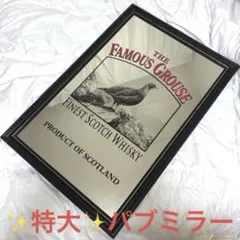 THE
FAMOUS GROUSE
FINEST SCOTCH WHISKY
PRODUCT OF SCOTLAND
✨特大✨パブミラー